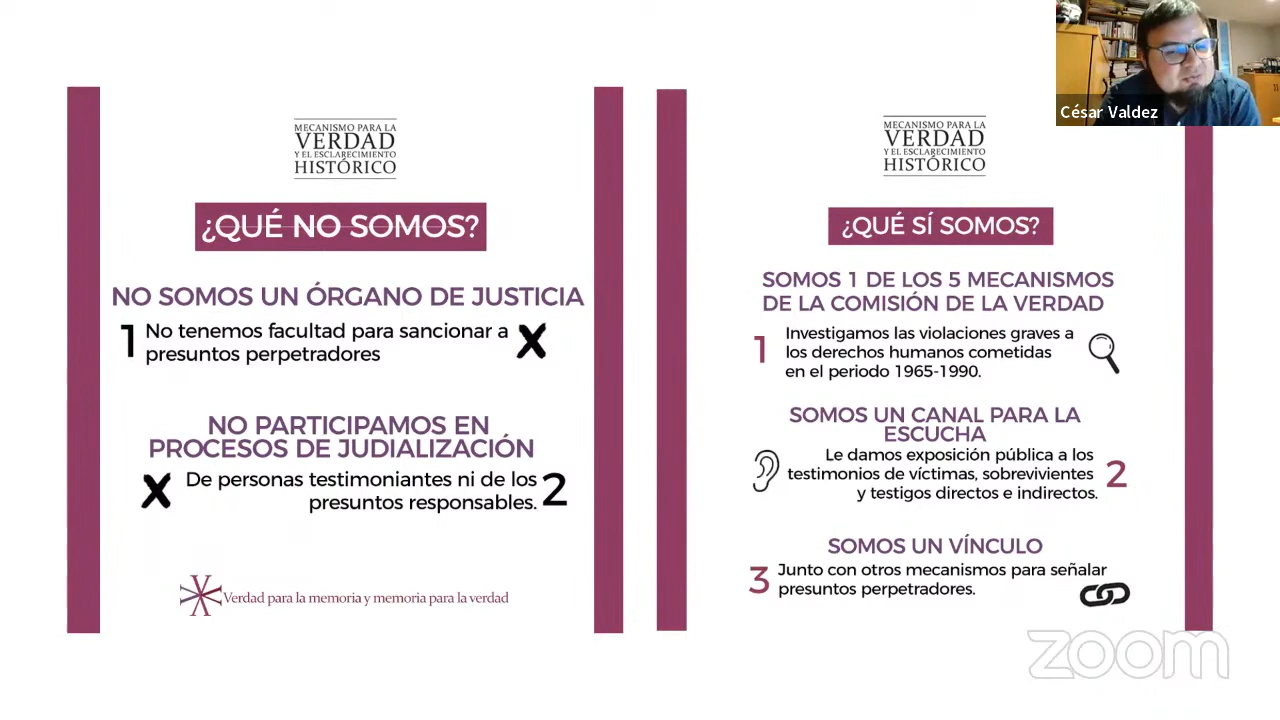 MECANISMO PARA LA
VERDAD
Y EL ESCLARECIMIENTO
HISTÓRICO
¿QUÉ NO SOMOS?
NO SOMOS UN ÓRGANO DE JUSTICIA
1 No tenemos facultad para sancionar a
presuntos perpetradores
NO PARTICIPAMOS EN
PROCESOS DE JUDIALIZACIÓN
De personas testimoniantes ni de los
presuntos responsables. 2
Verdad para la memoria y memoria para la verdad
MECANISMO PARA LA
VERDAD
Y EL ESCLARECIMIENTO
HISTÓRICO
¿QUÉ SÍ SOMOS?
SOMOS 1 DE LOS 5 MECANISMOS
DE LA COMISIÓN DE LA VERDAD
1 Investigamos las violaciones graves a
los derechos humanos cometidas
en el periodo 1965-1990.
SOMOS UN CANAL PARA LA
ESCUCHA
Le damos exposición pública a los
testimonios de víctimas, sobrevivientes 2
y testigos directos e indirectos.
SOMOS UN VÍNCULO
3 Junto con otros mecanismos para señalar
presuntos perpetradores.
César Valdez
zoom